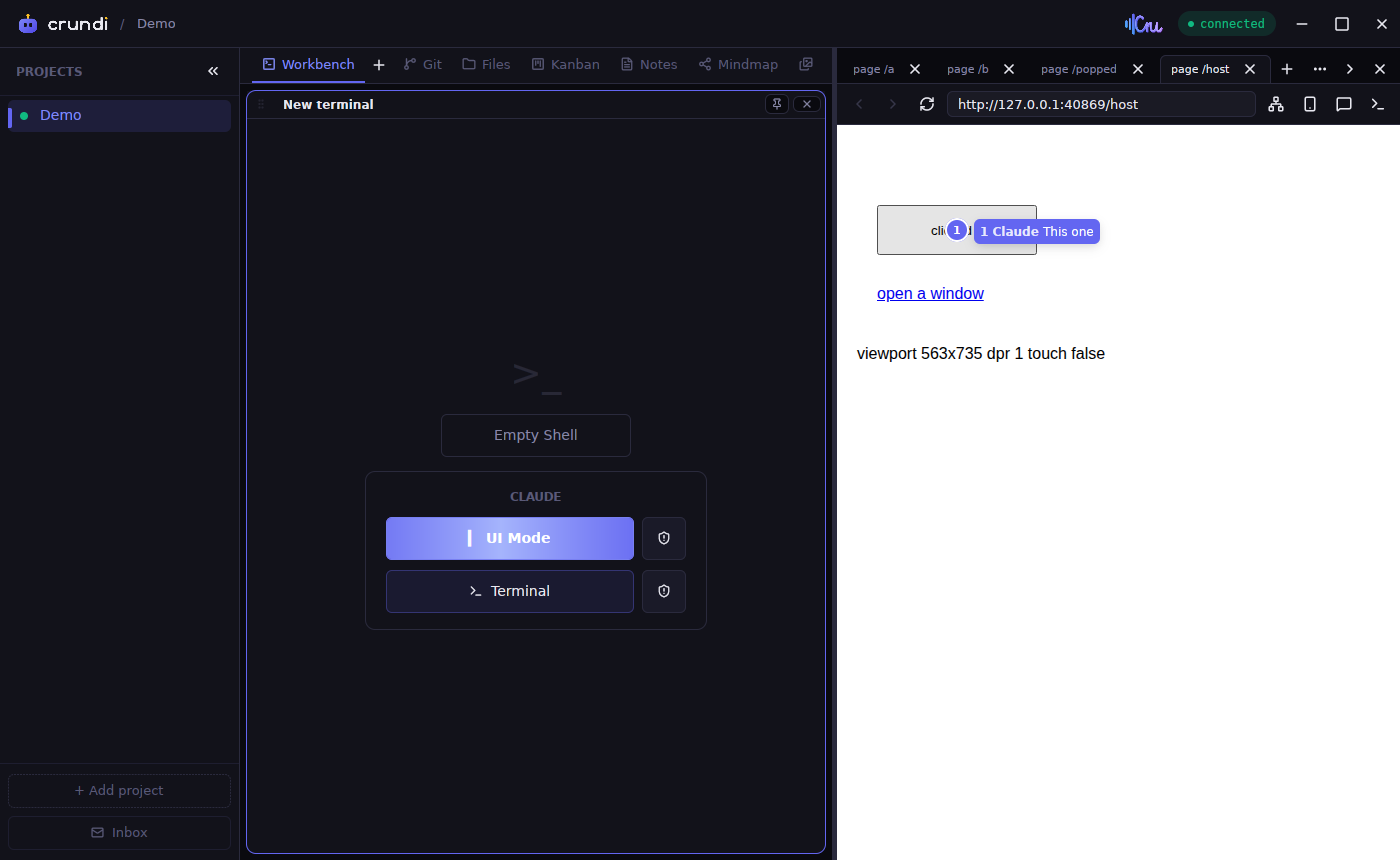 crundi / Demo
Cru
connected
PROJECTS
Demo
+ Add project
Inbox
Workbench
Git
Files
Kanban
Notes
Mindmap
New terminal
>_
Empty Shell
CLAUDE
UI Mode
Terminal
page /a
page /b
page /popped
page /host
http://127.0.0.1:40869/host
1
1 Claude This one
open a window
viewport 563x735 dpr 1 touch false